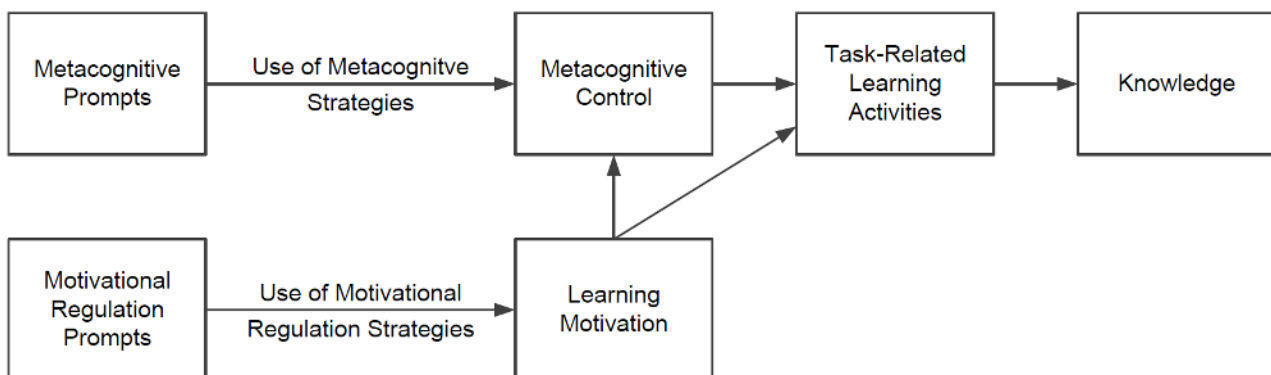 Metacognitive
Prompts
Use of Metacognitve
Strategies
Metacognitive
Control
Task-Related
Learning
Activities
Knowledge
Motivational
Regulation
Prompts
Use of Motivational
Regulation Strategies
Learning
Motivation